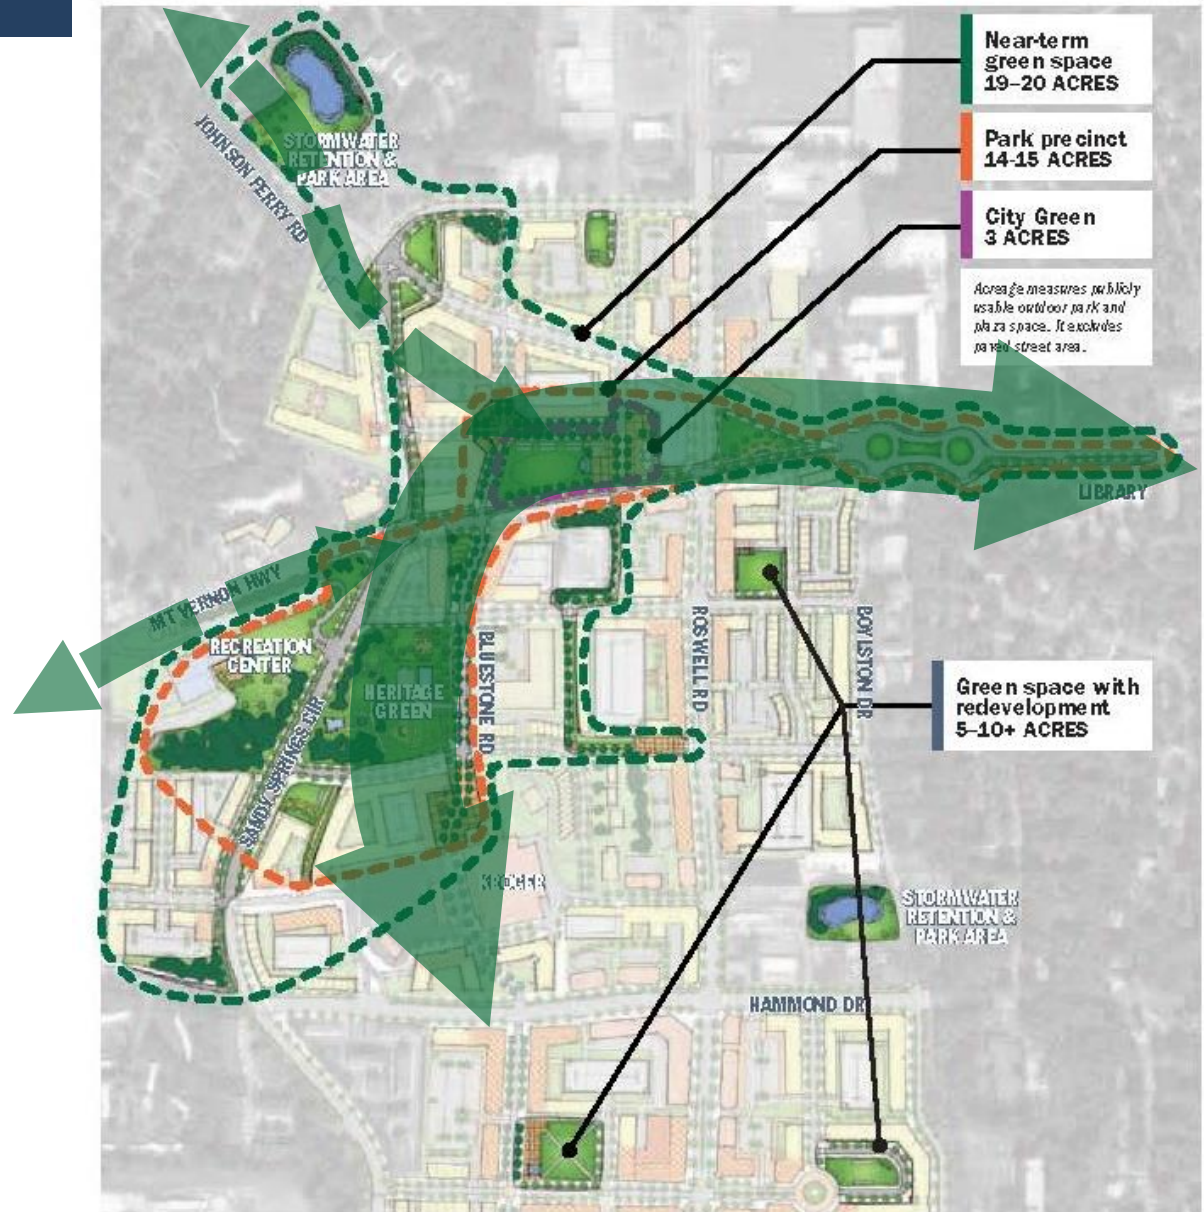 Near-term
green space
19–20 ACRES
Park precinct
14-15 ACRES
City Green
3 ACRES
Acreage measures publicly
usable outdoor park and
plaza space. It excludes
paved street area.
STORMWATER
RETENTION &
PARK AREA
JOHNSON FERRY RD
LIBRARY
MT VERNON HWY
RECREATION
CENTER
HERITAGE
GREEN
BLUESTONE RD
ROSWELL RD
BOYLSTON DR
SANDY SPRINGS CIR
Green space with
redevelopment
5–10+ ACRES
KROGER
STORMWATER
RETENTION &
PARK AREA
HAMMOND DR